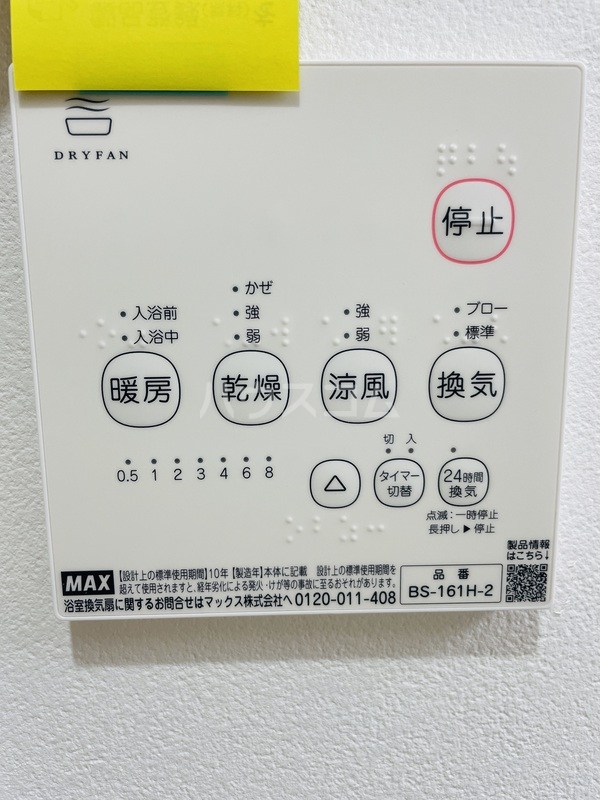 DRYFAN
停止
かぜ
入浴前 強 強 ブロー
入浴中 弱 弱 標準
暖房 乾燥 涼風 換気
ハウスコム
切 入
0.5 1 2 3 4 6 8
△ タイマー切替 24時間換気
点滅:一時停止
長押し▶停止
製品情報
はこちら↓
MAX 【設計上の標準使用期間】10年 【製造年】本体に記載 設計上の標準使用期間を
超えて使用されますと、経年劣化による発火・けが等の事故に至るおそれがあります。
浴室換気扇に関するお問合せはマックス株式会社へ 0120-011-408
品番
BS-161H-2